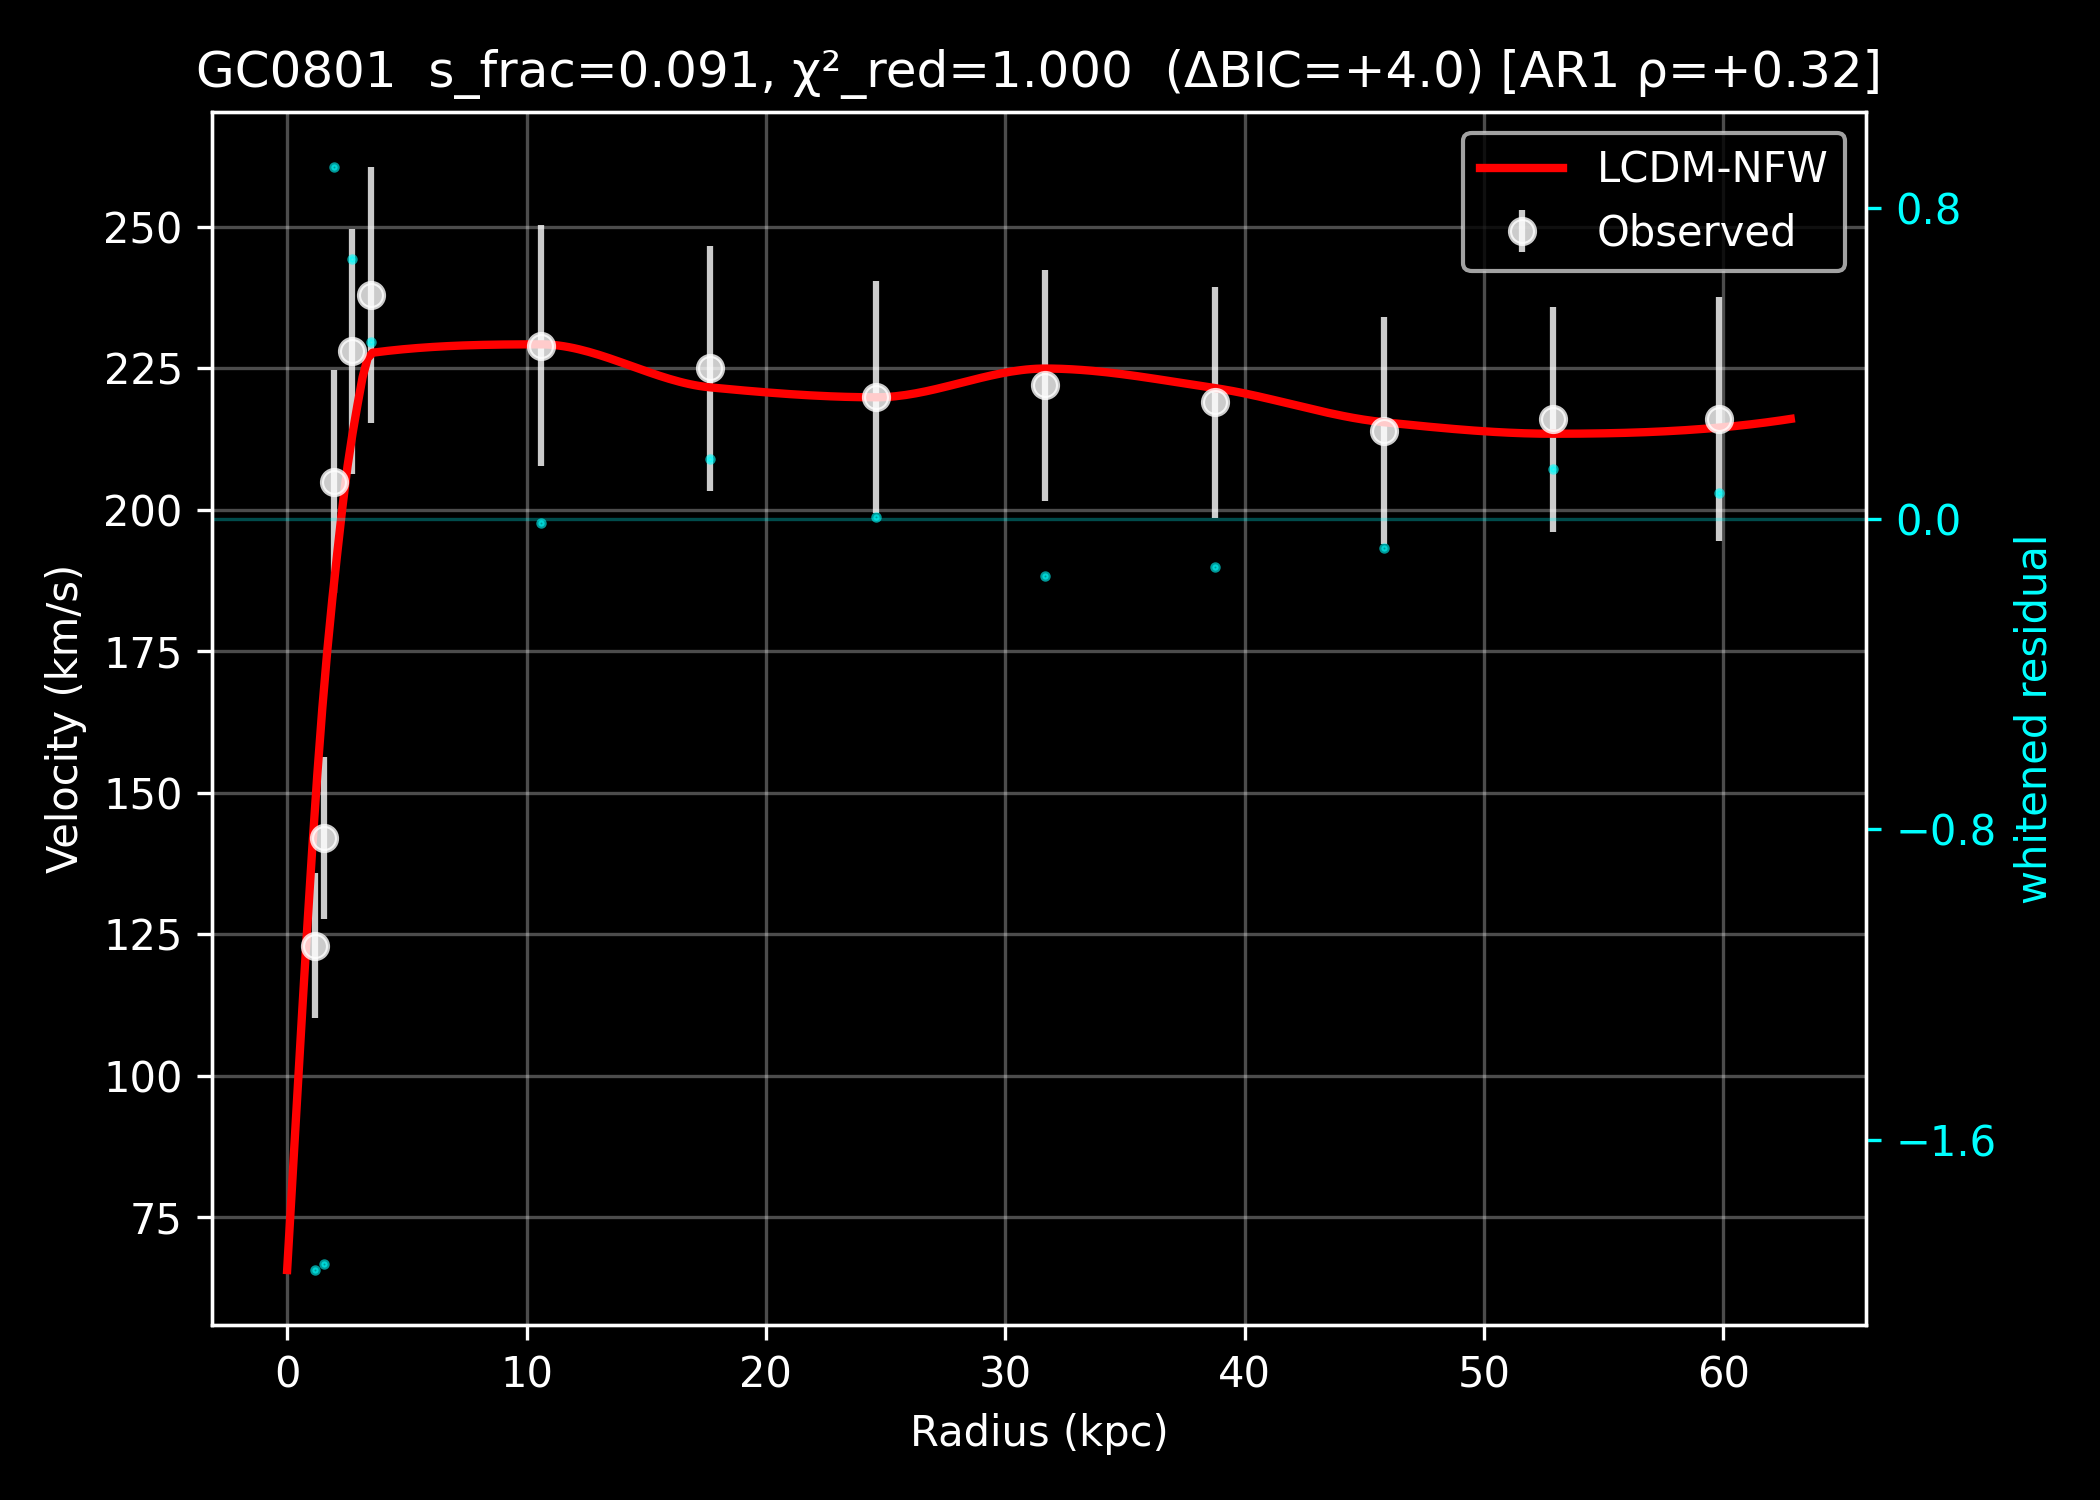 GC0801  s_frac=0.091, χ²_red=1.000  (ΔBIC=+4.0) [AR1 ρ=+0.32]
LCDM-NFW
Observed
250
225
200
175
150
125
100
75
Velocity (km/s)
0.8
0.0
−0.8
−1.6
whitened residual
0 10 20 30 40 50 60
Radius (kpc)